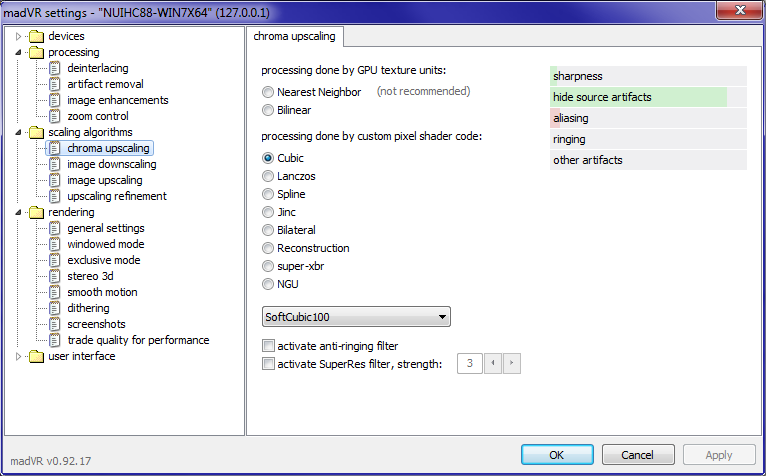 madVR settings - "NUIHC88-WIN7X64" (127.0.0.1)
devices
processing
deinterlacing
artifact removal
image enhancements
zoom control
scaling algorithms
chroma upscaling
image downscaling
image upscaling
upscaling refinement
rendering
general settings
windowed mode
exclusive mode
stereo 3d
smooth motion
dithering
screenshots
trade quality for performance
user interface
madVR v0.92.17
chroma upscaling
processing done by GPU texture units:
Nearest Neighbor (not recommended)
Bilinear
processing done by custom pixel shader code:
Cubic
Lanczos
Spline
Jinc
Bilateral
Reconstruction
super-xbr
NGU
SoftCubic100
activate anti-ringing filter
activate SuperRes filter, strength: 3
sharpness
hide source artifacts
aliasing
ringing
other artifacts
OK Cancel Apply